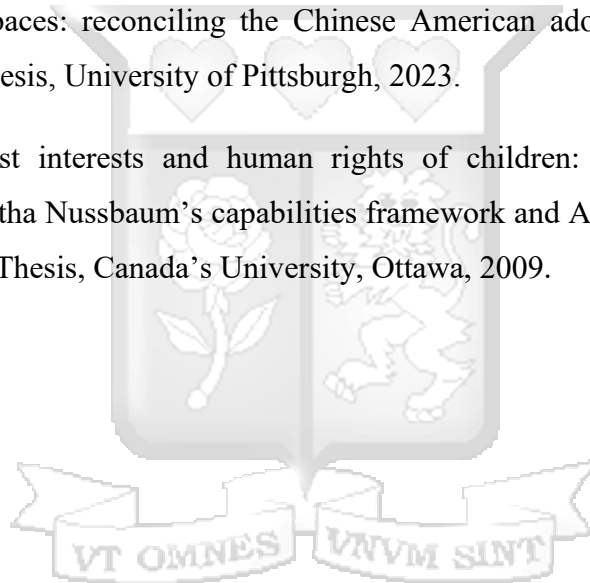 paces: reconciling the Chinese American ado
esis, University of Pittsburgh, 2023.
st interests and human rights of children:
tha Nussbaum's capabilities framework and A
Thesis, Canada's University, Ottawa, 2009.
VT OMNES VNVM SINT